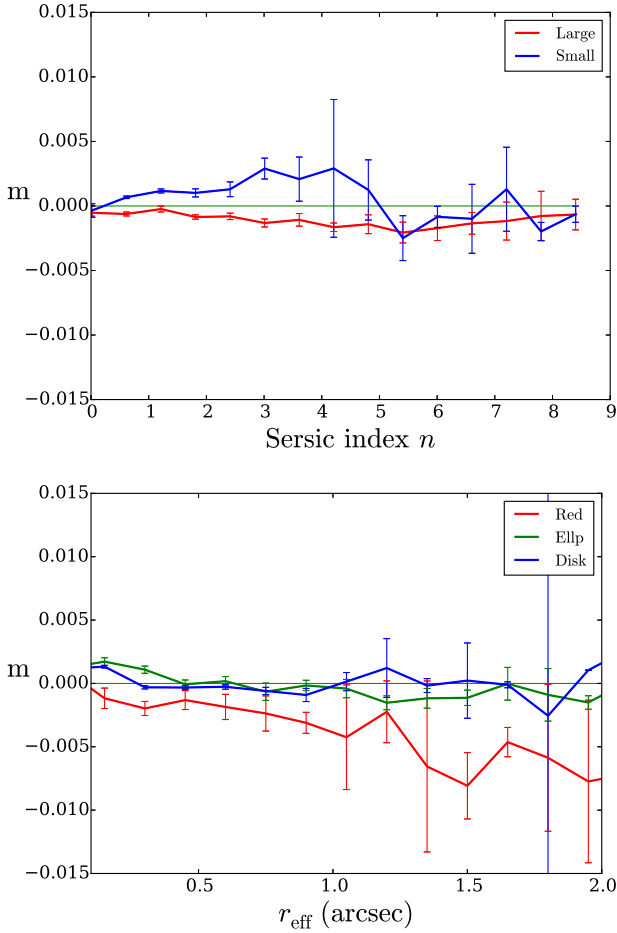 0.015
Large
Small
0.010
0.005
m
0.000
−0.005
−0.010
−0.015
0 1 2 3 4 5 6 7 8 9
Sersic index n
0.015
Red
Ellp
Disk
0.010
0.005
m
0.000
−0.005
−0.010
−0.015
0.5 1.0 1.5 2.0
r_eff (arcsec)